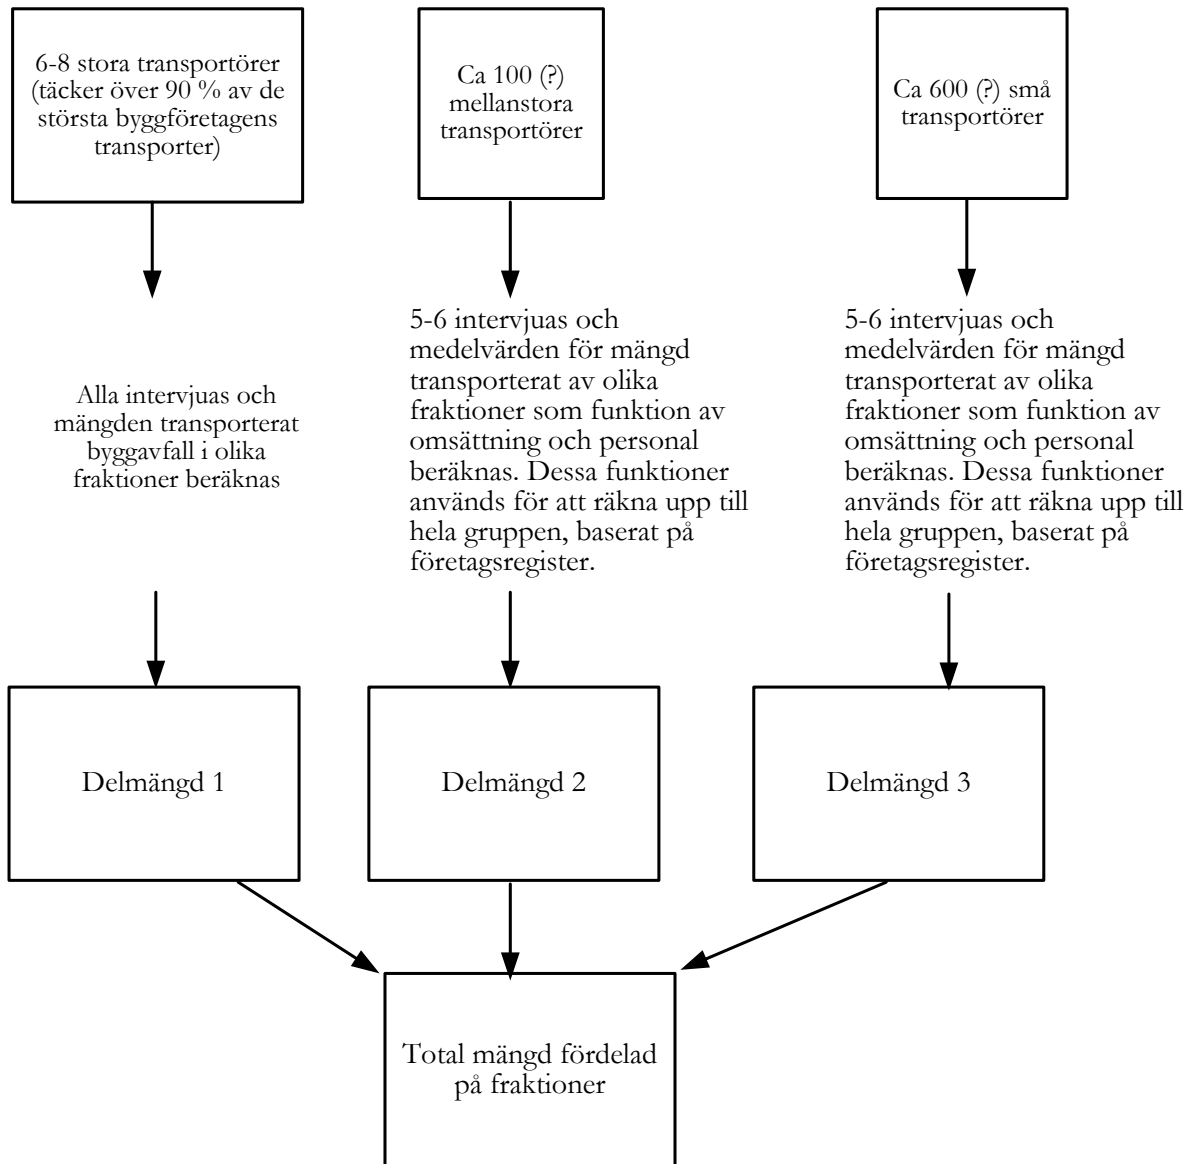 6-8 stora transportörer
(täcker över 90 % av de
största byggföretagens
transporter)
Ca 100 (?)
mellanstora
transportörer
Ca 600 (?) små
transportörer
Alla intervjuas och
mängden transporterat
byggavfall i olika
fraktioner beräknas
5-6 intervjuas och
medelvärden för mängd
transporterat av olika
fraktioner som funktion av
omsättning och personal
beräknas. Dessa funktioner
används för att räkna upp till
hela gruppen, baserat på
företagsregister.
5-6 intervjuas och
medelvärden för mängd
transporterat av olika
fraktioner som funktion av
omsättning och personal
beräknas. Dessa funktioner
används för att räkna upp till
hela gruppen, baserat på
företagsregister.
Delmängd 1
Delmängd 2
Delmängd 3
Total mängd fördelad
på fraktioner